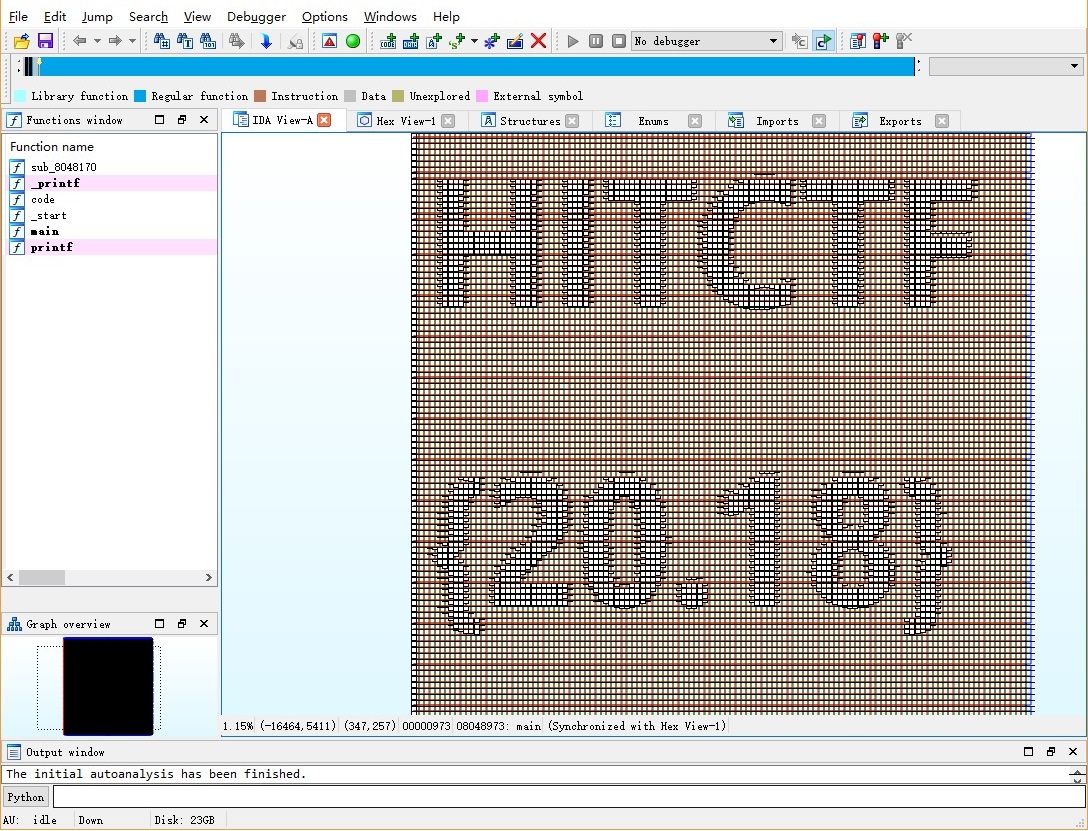 File Edit Jump Search View Debugger Options Windows Help
No debugger
Library function Regular function Instruction Data Unexplored External symbol
Functions window IDA View-A Hex View-1 Structures Enums Imports Exports
Function name
sub_8048170
_printf
code
_start
main
printf
HITCTF
{20.18}
Graph overview
1.15% (-16464,5411) (347,257) 00000973 08048973: main (Synchronized with Hex View-1)
Output window
The initial autoanalysis has been finished.
Python
AU: idle Down Disk: 23GB